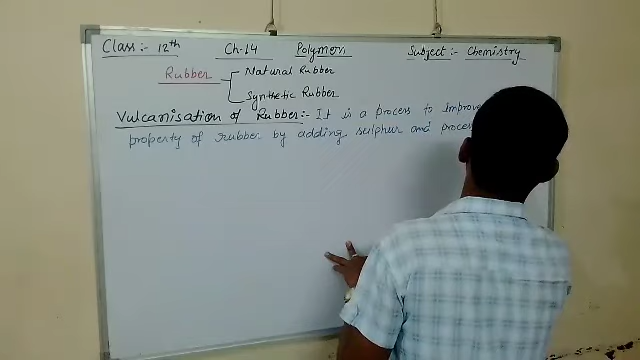 Class:- 12th Ch-14 Polymers Subject:- Chemistry
Rubber Natural Rubber
Synthetic Rubber
Vulcanisation of Rubber:- It is a process to improve
property of rubber by adding sulphur and process